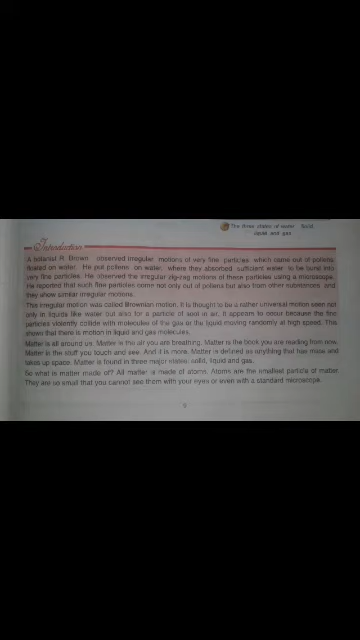 The three states of water Solid,
liquid and gas
Introduction
A botanist R. Brown observed irregular motions of very fine particles which came out of pollens
floated on water. He put pollens on water, where they absorbed sufficient water to be burst into
very fine particles. He observed the irregular zig-zag motions of these particles using a microscope.
He reported that such fine particles come not only out of pollens but also from other substances and
they show similar irregular motions.
This irregular motion was called Brownian motion. It is thought to be a rather universal motion seen not
only in liquids like water but also for a particle of soot in air. It appears to occur because the fine
particles violently collide with molecules of the gas or the liquid moving randomly at high speed. This
shows that there is motion in liquid and gas molecules.
Matter is all around us. Matter is the air you are breathing. Matter is the book you are reading from now.
Matter is the stuff you touch and see. And it is more. Matter is defined as anything that has mass and
takes up space. Matter is found in three major states; solid, liquid and gas.
So what is matter made of? All matter is made of atoms. Atoms are the smallest particle of matter.
They are so small that you cannot see them with your eyes or even with a standard microscope.
9